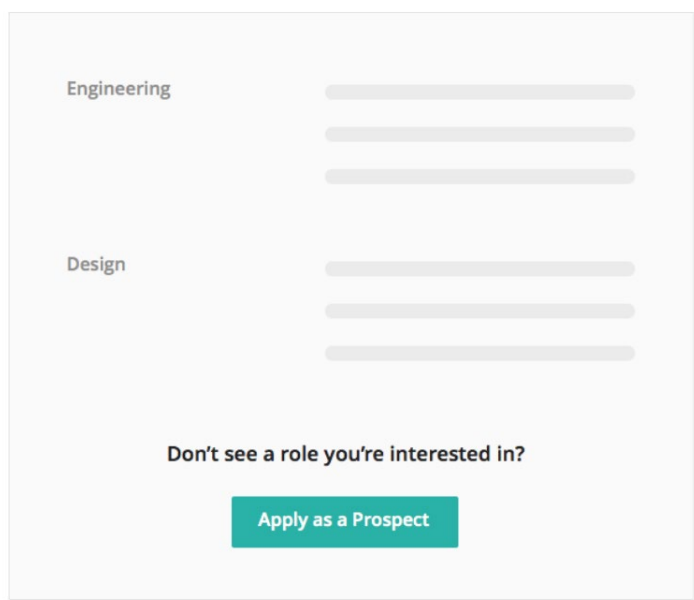 Engineering
Design
Don’t see a role you’re interested in?
Apply as a Prospect